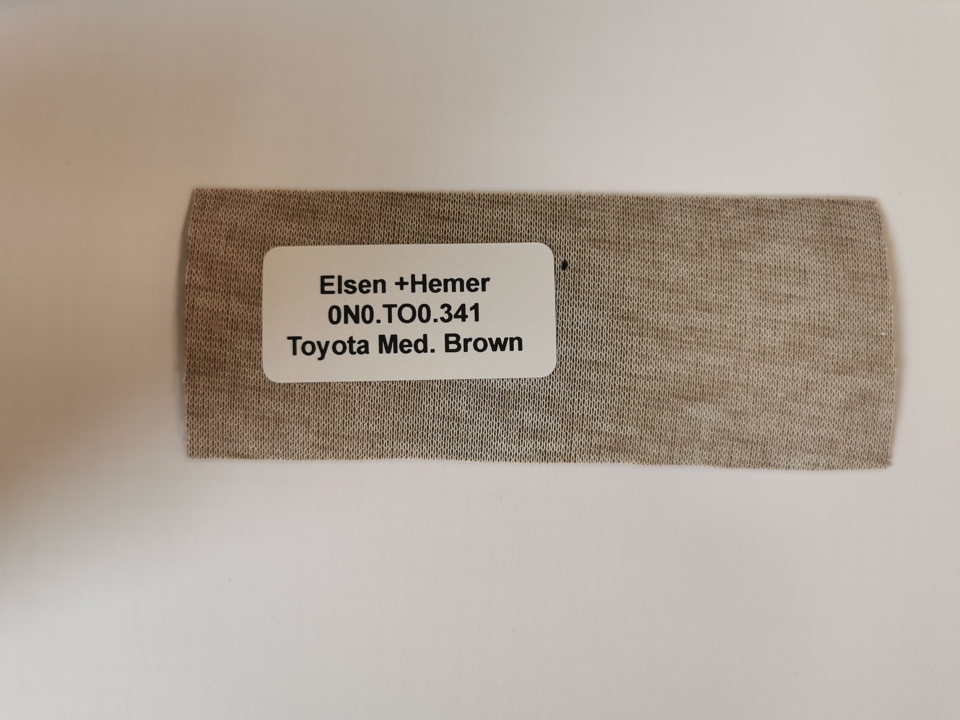 Elsen +Hemer
0N0.TO0.341
Toyota Med. Brown